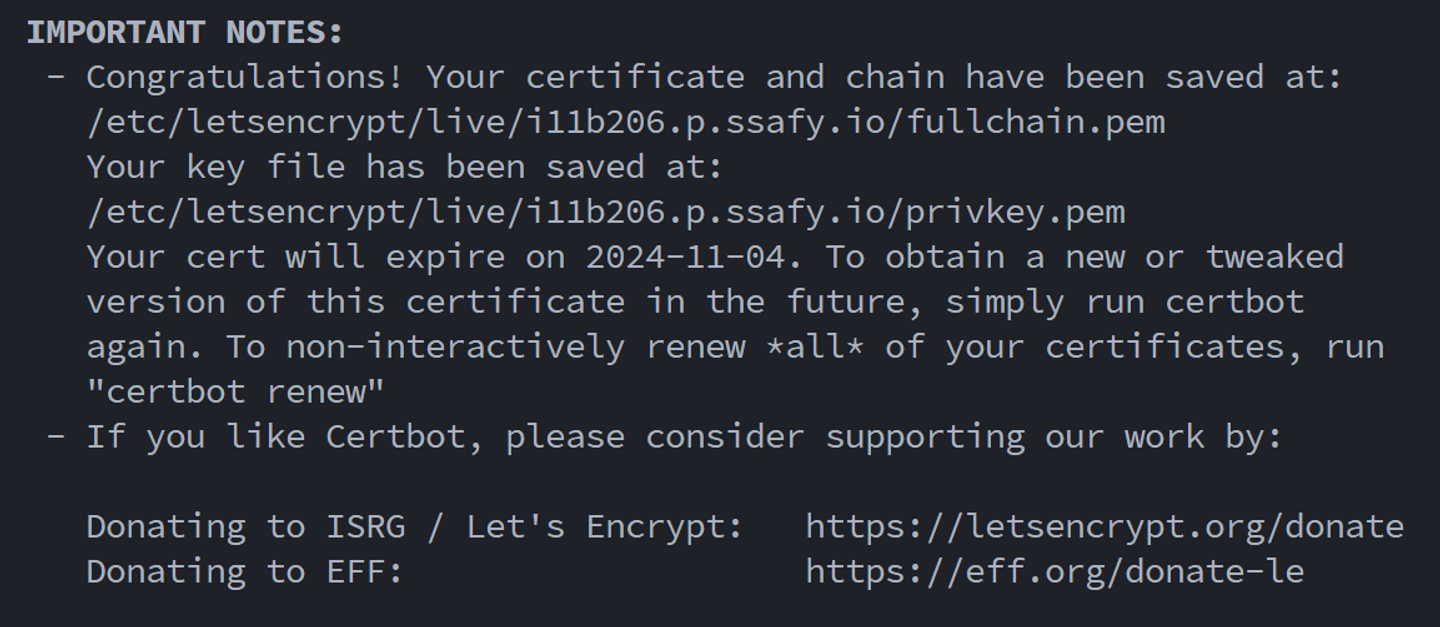 IMPORTANT NOTES:
- Congratulations! Your certificate and chain have been saved at:
/etc/letsencrypt/live/i11b206.p.ssafy.io/fullchain.pem
Your key file has been saved at:
/etc/letsencrypt/live/i11b206.p.ssafy.io/privkey.pem
Your cert will expire on 2024-11-04. To obtain a new or tweaked
version of this certificate in the future, simply run certbot
again. To non-interactively renew *all* of your certificates, run
"certbot renew"
- If you like Certbot, please consider supporting our work by:
Donating to ISRG / Let's Encrypt:   https://letsencrypt.org/donate
Donating to EFF:                    https://eff.org/donate-le